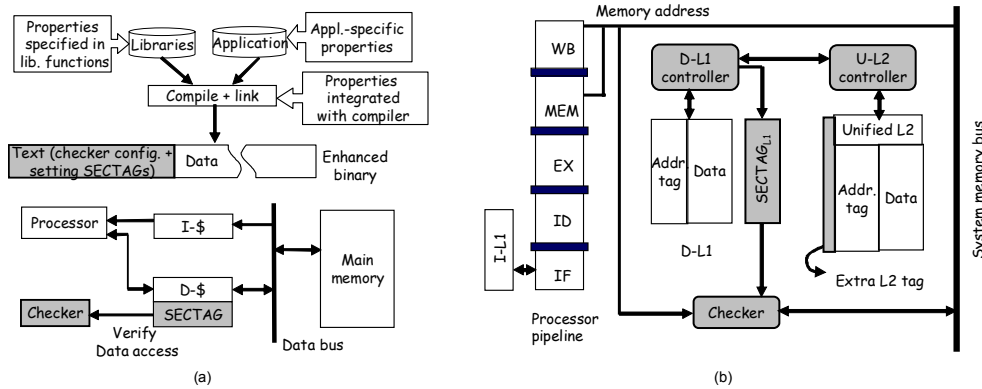 Properties
specified in
lib. functions
Libraries
Application
Appl.-specific
properties
Compile + link
Properties
integrated
with compiler
Text (checker config. +
setting SECTAGs)
Data
Enhanced
binary
Processor
I-$
D-$
SECTAG
Checker
Verify
Data access
Main
memory
Data bus
(a)
Memory address
WB
MEM
EX
ID
IF
I-L1
Processor
pipeline
D-L1
controller
U-L2
controller
Addr
tag
Data
D-L1
SECTAGL1
Unified L2
Addr.
tag
Data
Extra L2 tag
Checker
System memory bus
(b)